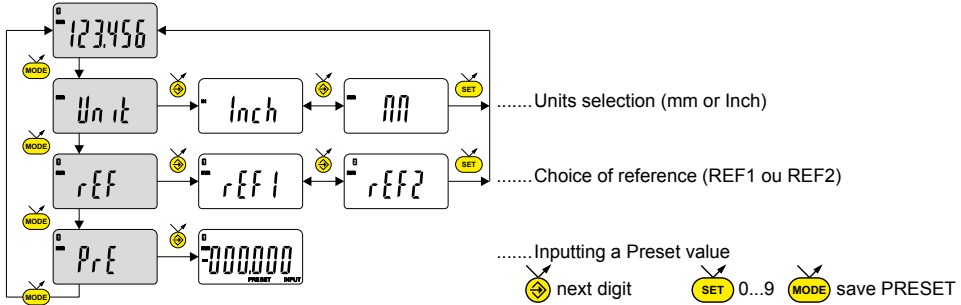 123.456
MODE
Unit Inch MM SET .......Units selection (mm or Inch)
MODE
rEF rEF1 rEF2 SET .......Choice of reference (REF1 ou REF2)
MODE
PrE -000.000 PRESET INPUT .......Inputting a Preset value
next digit SET 0...9 MODE save PRESET
MODE